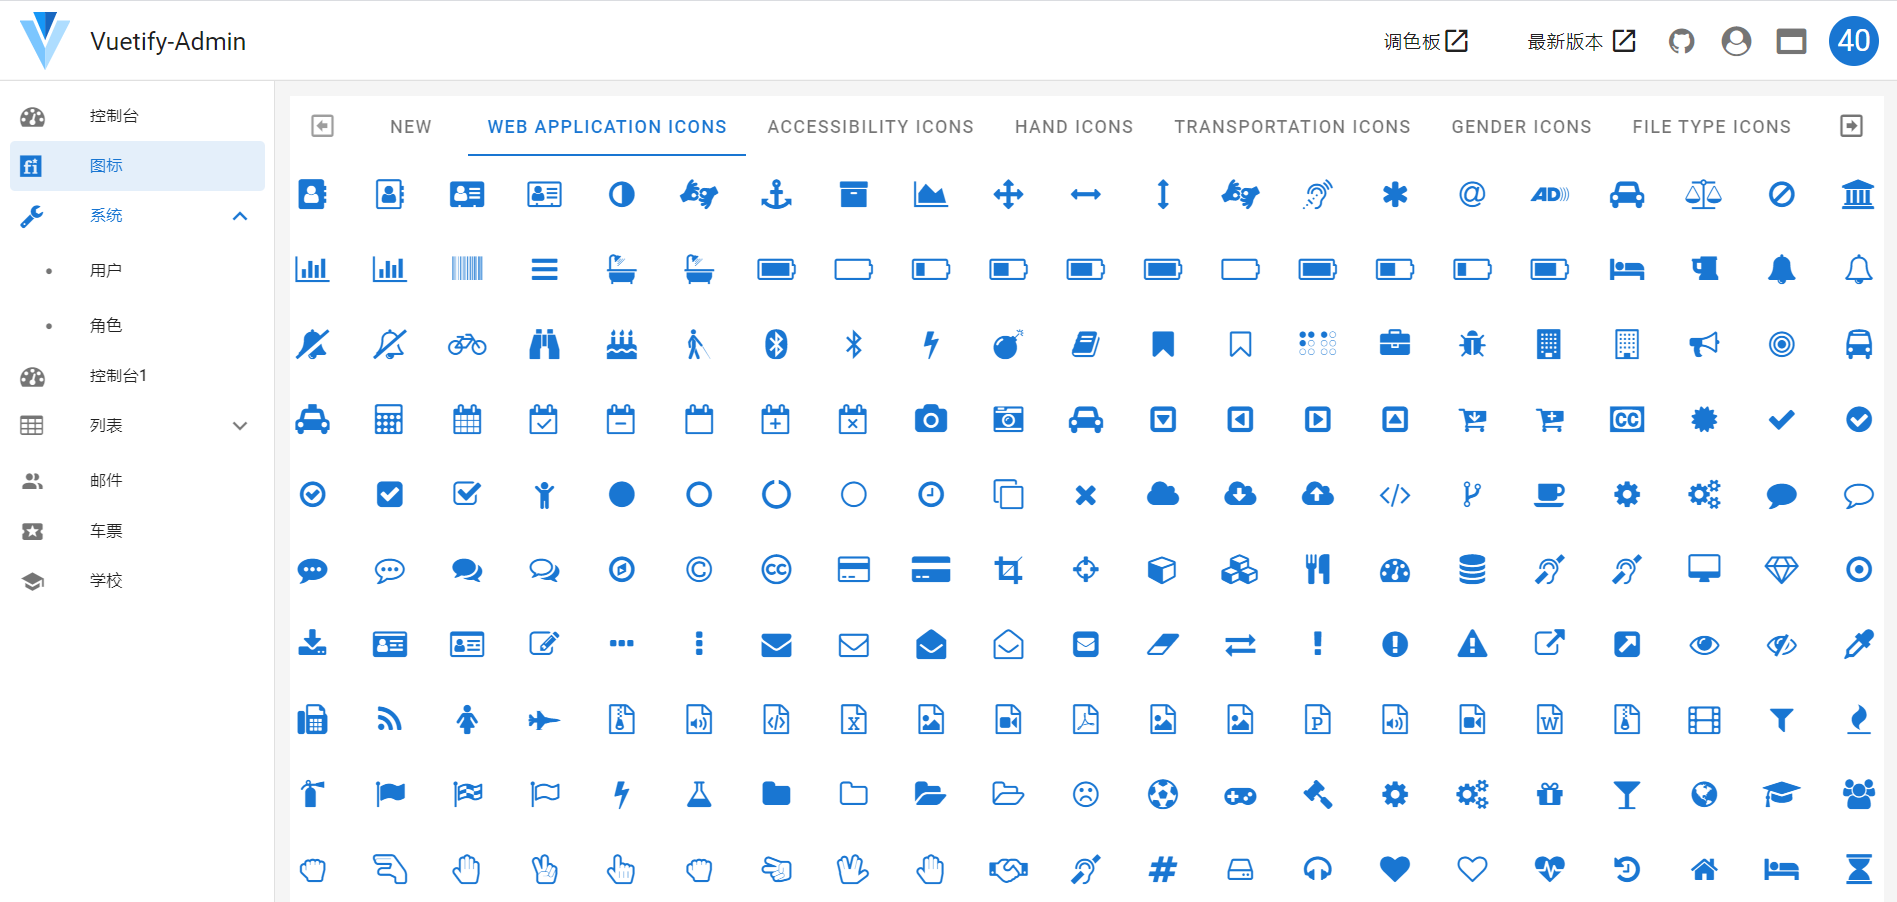 Vuetify-Admin
调色板
最新版本
40
控制台
图标
系统
用户
角色
控制台1
列表
邮件
车票
学校
NEW
WEB APPLICATION ICONS
ACCESSIBILITY ICONS
HAND ICONS
TRANSPORTATION ICONS
GENDER ICONS
FILE TYPE ICONS